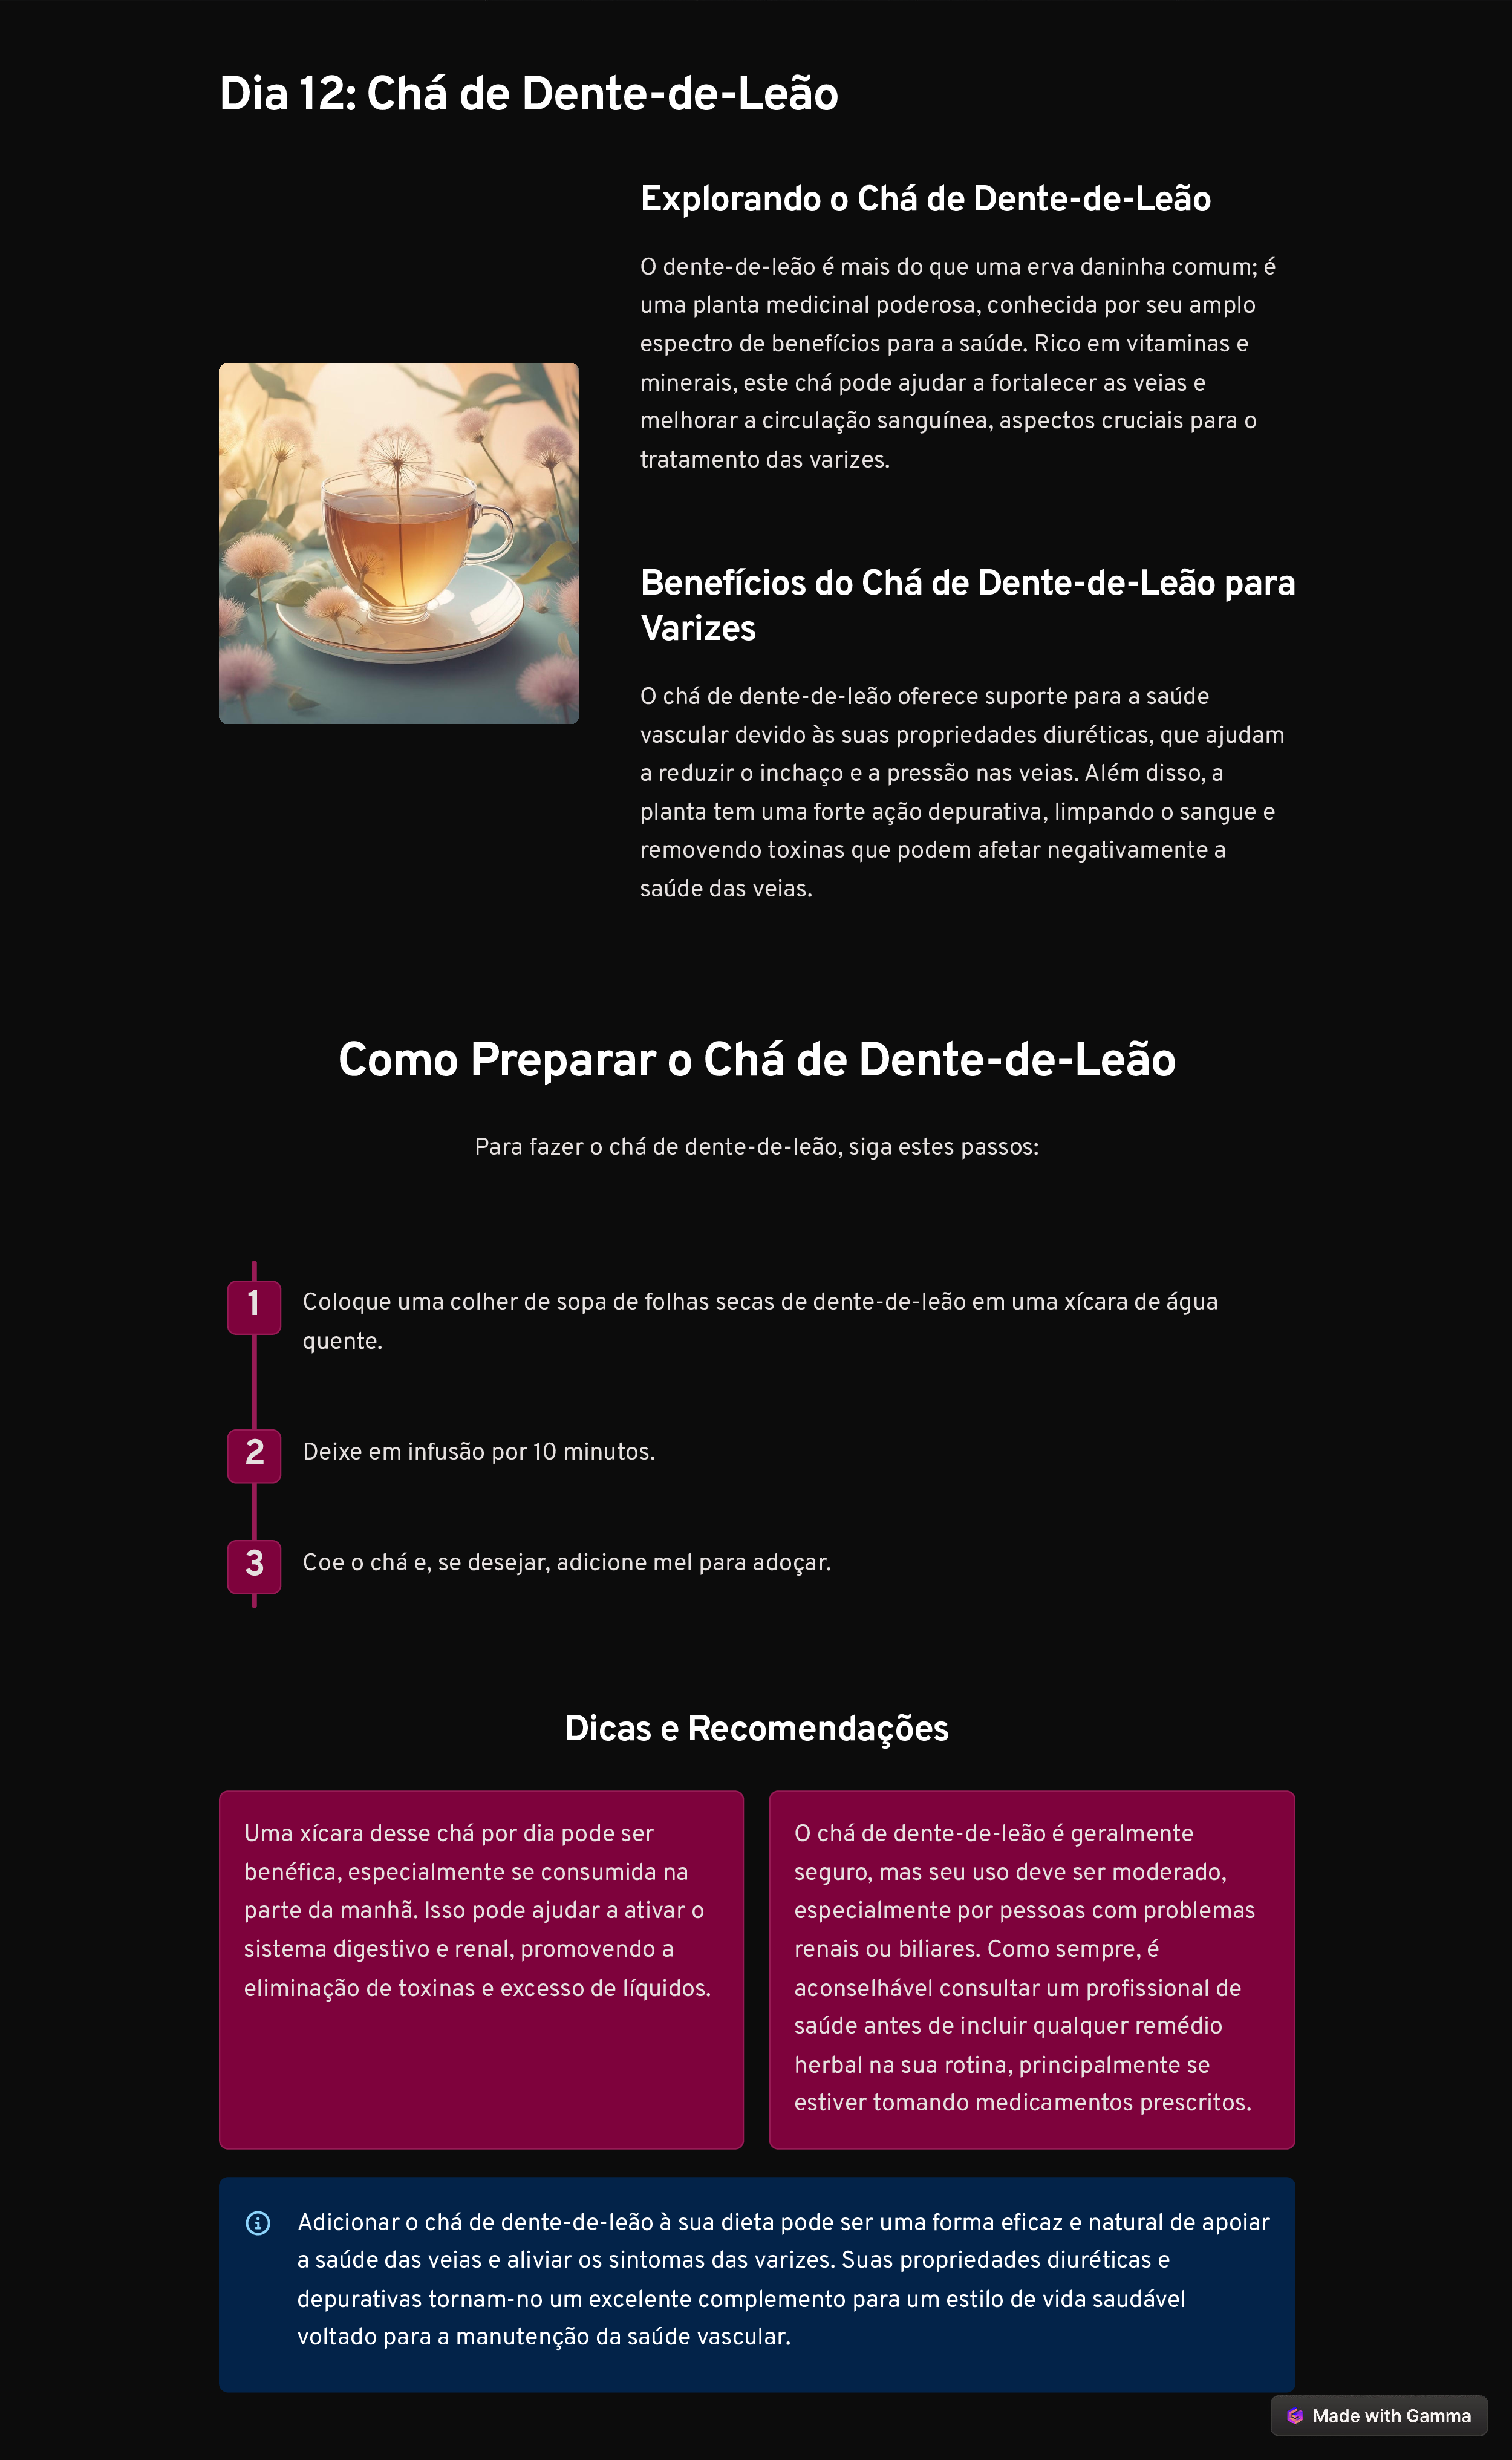 Dia 12: Chá de Dente-de-Leão
Explorando o Chá de Dente-de-Leão
O dente-de-leão é mais do que uma erva daninha comum; é
uma planta medicinal poderosa, conhecida por seu amplo
espectro de benefícios para a saúde. Rico em vitaminas e
minerais, este chá pode ajudar a fortalecer as veias e
melhorar a circulação sanguínea, aspectos cruciais para o
tratamento das varizes.
Benefícios do Chá de Dente-de-Leão para
Varizes
O chá de dente-de-leão oferece suporte para a saúde
vascular devido às suas propriedades diuréticas, que ajudam
a reduzir o inchaço e a pressão nas veias. Além disso, a
planta tem uma forte ação depurativa, limpando o sangue e
removendo toxinas que podem afetar negativamente a
saúde das veias.
Como Preparar o Chá de Dente-de-Leão
Para fazer o chá de dente-de-leão, siga estes passos:
1
Coloque uma colher de sopa de folhas secas de dente-de-leão em uma xícara de água
quente.
2
Deixe em infusão por 10 minutos.
3
Coe o chá e, se desejar, adicione mel para adoçar.
Dicas e Recomendações
Uma xícara desse chá por dia pode ser
benéfica, especialmente se consumida na
parte da manhã. Isso pode ajudar a ativar o
sistema digestivo e renal, promovendo a
eliminação de toxinas e excesso de líquidos.
O chá de dente-de-leão é geralmente
seguro, mas seu uso deve ser moderado,
especialmente por pessoas com problemas
renais ou biliares. Como sempre, é
aconselhável consultar um profissional de
saúde antes de incluir qualquer remédio
herbal na sua rotina, principalmente se
estiver tomando medicamentos prescritos.
Adicionar o chá de dente-de-leão à sua dieta pode ser uma forma eficaz e natural de apoiar
a saúde das veias e aliviar os sintomas das varizes. Suas propriedades diuréticas e
depurativas tornam-no um excelente complemento para um estilo de vida saudável
voltado para a manutenção da saúde vascular.
Made with Gamma